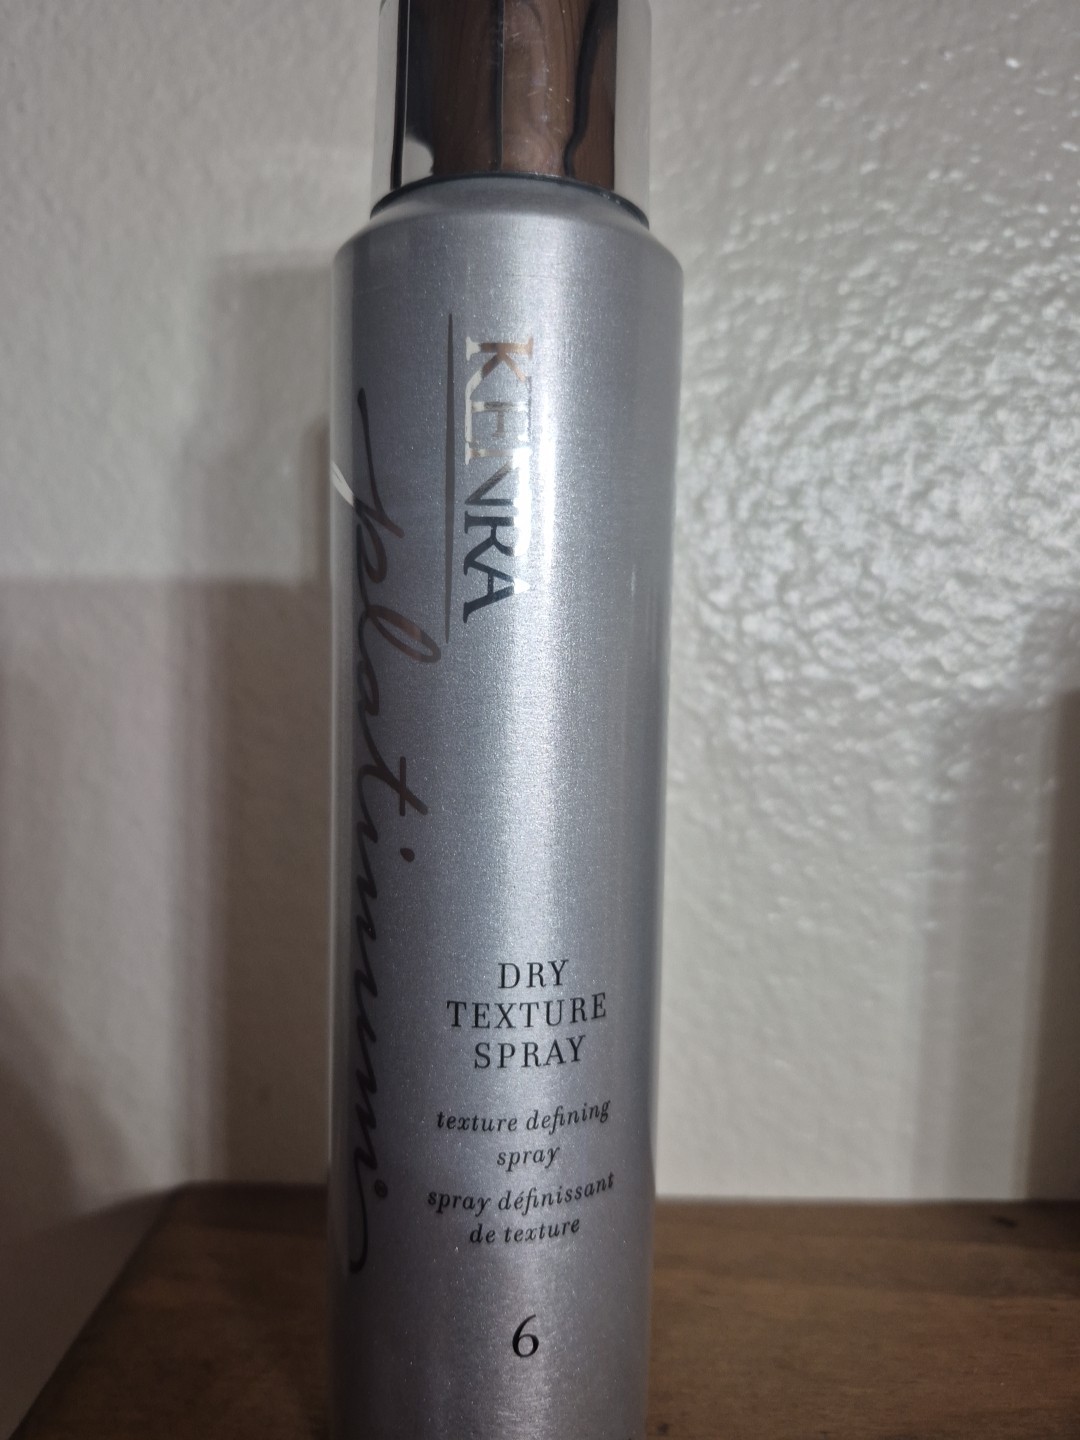 KENRA
platinum
DRY
TEXTURE
SPRAY
texture defining
spray
spray définissant
de texture
6